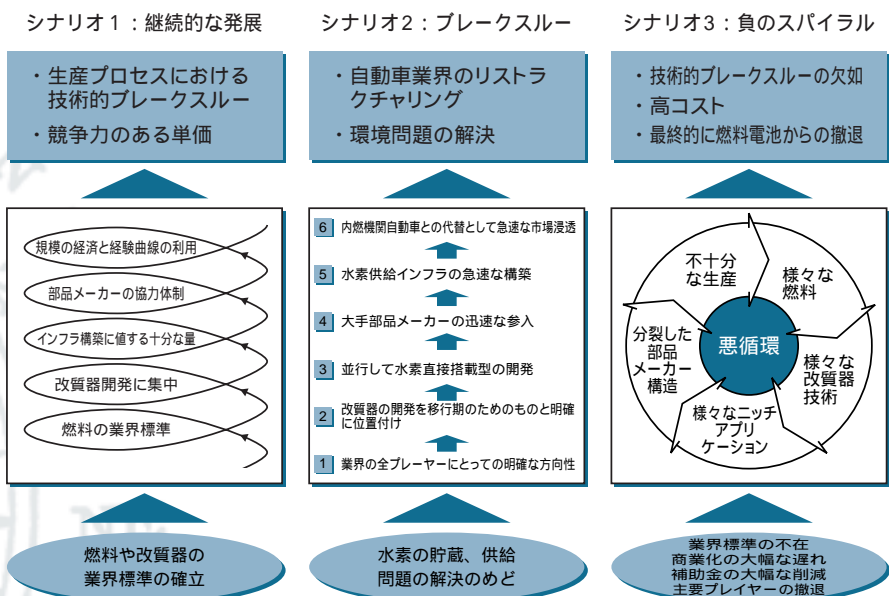 シナリオ1：継続的な発展
・生産プロセスにおける
技術的ブレークスルー
・競争力のある単価
規模の経済と経験曲線の利用
部品メーカーの協力体制
インフラ構築に値する十分な量
改質器開発に集中
燃料の業界標準
燃料や改質器の
業界標準の確立
シナリオ2：ブレークスルー
・自動車業界のリストラ
クチャリング
・環境問題の解決
6 内燃機関自動車との代替として急速な市場浸透
5 水素供給インフラの急速な構築
4 大手部品メーカーの迅速な参入
3 並行して水素直接搭載型の開発
2 改質器の開発を移行期のためのものと明確
に位置付け
1 業界の全プレーヤーにとっての明確な方向性
水素の貯蔵、供給
問題の解決のめど
シナリオ3：負のスパイラル
・技術的ブレークスルーの欠如
・高コスト
・最終的に燃料電池からの撤退
不十分
な生産
様々な
燃料
様々な
改質器
技術
様々なニッチ
アプリ
ケーション
分裂した
部品
メーカー
構造
悪循環
業界標準の不在
商業化の大幅な遅れ
補助金の大幅な削減
主要プレイヤーの撤退